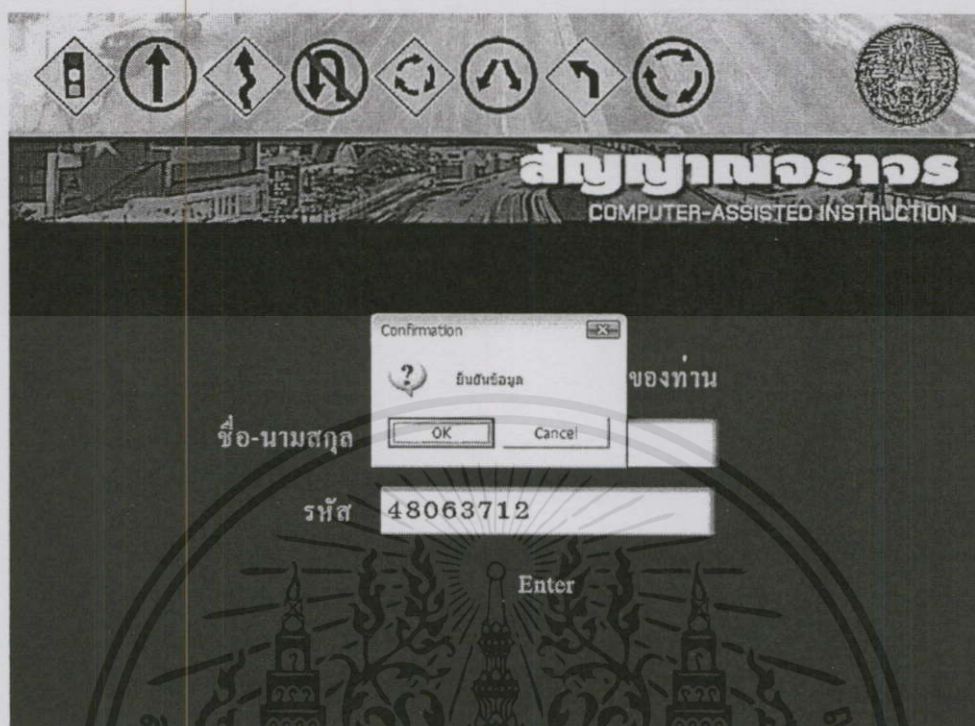 สัญญาณจราจร
COMPUTER-ASSISTED INSTRUCTION
Confirmation
ยืนยันข้อมูล
OK Cancel
ของท่าน
ชื่อ-นามสกุล
รหัส 48063712
Enter